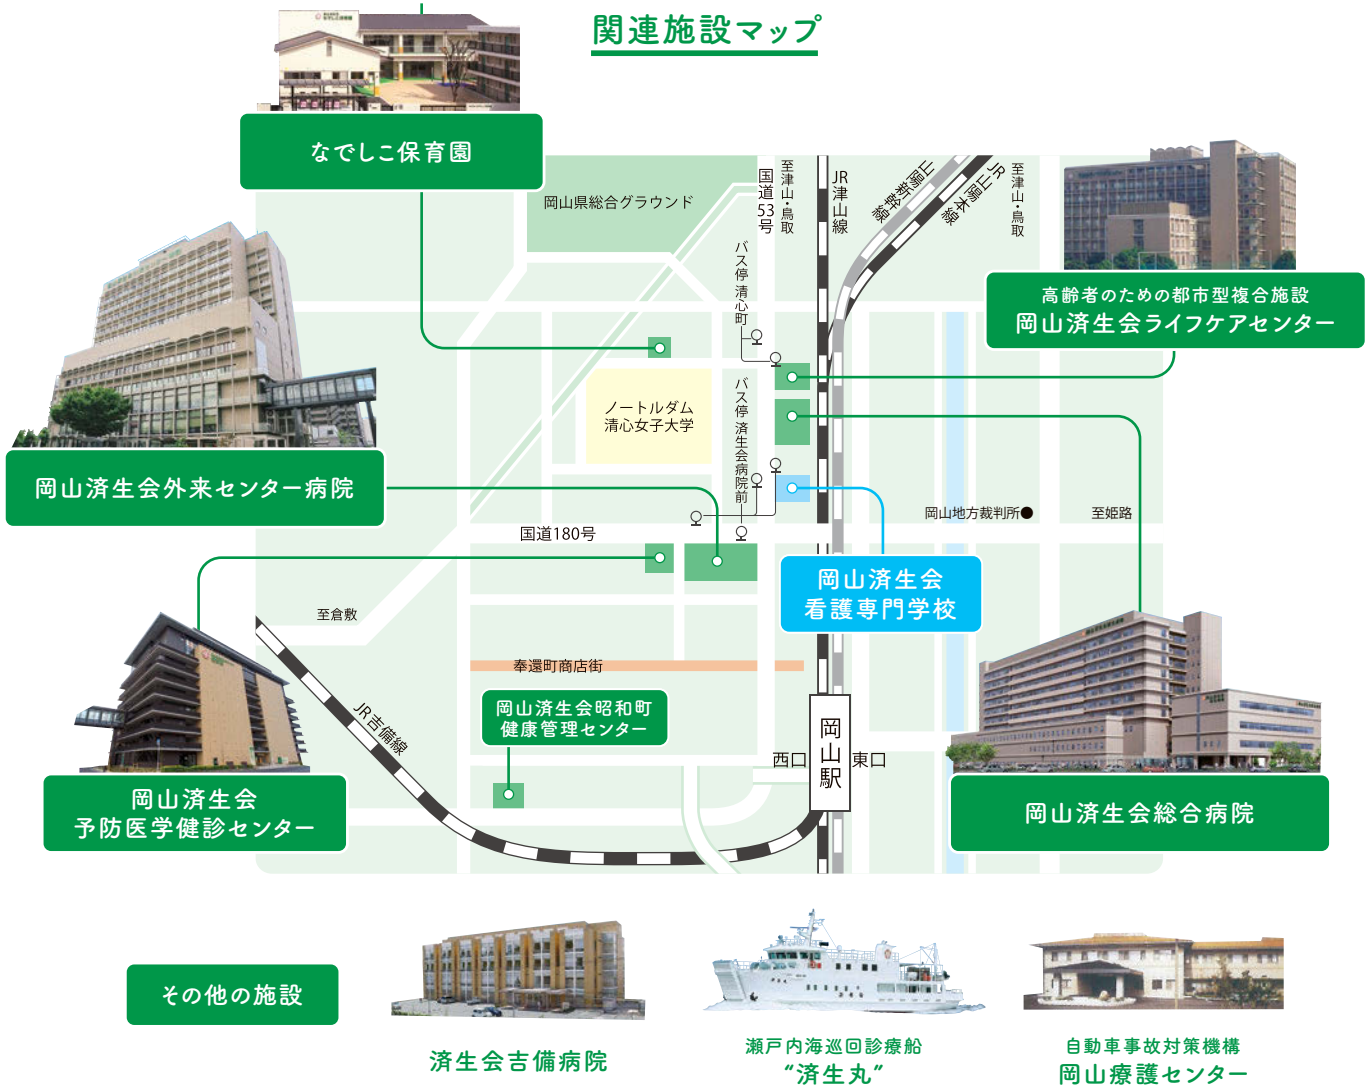 関連施設マップ
なでしこ保育園
岡山県総合グラウンド
国道53号
至津山・鳥取
JR津山線
山陽新幹線
JR山陽本線
至津山・鳥取
バス停 清心町
高齢者のための都市型複合施設
岡山済生会ライフケアセンター
ノートルダム
清心女子大学
バス停 済生会病院前
岡山済生会外来センター病院
国道180号
岡山地方裁判所
至姫路
岡山済生会
看護専門学校
至倉敷
奉還町商店街
JR吉備線
岡山済生会昭和町
健康管理センター
西口
岡山駅
東口
岡山済生会
予防医学健診センター
岡山済生会総合病院
その他の施設
済生会吉備病院
瀬戸内海巡回診療船
“済生丸”
自動車事故対策機構
岡山療護センター